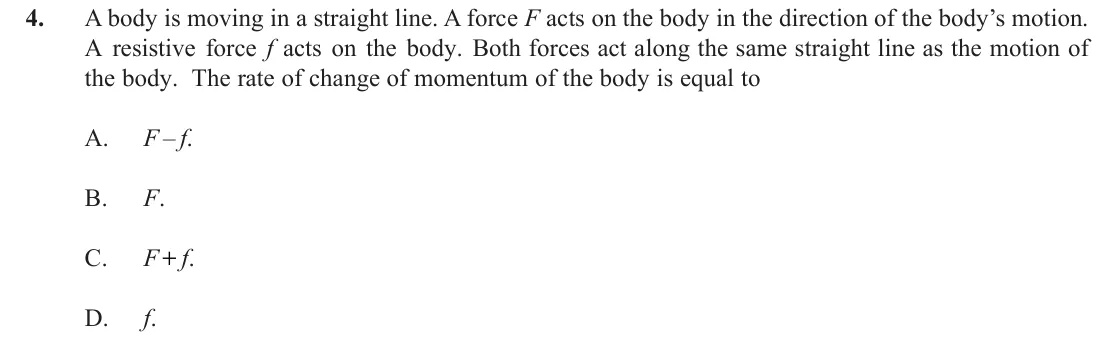 4. A body is moving in a straight line. A force F acts on the body in the direction of the body’s motion.
A resistive force f acts on the body. Both forces act along the same straight line as the motion of
the body. The rate of change of momentum of the body is equal to
A. F–f.
B. F.
C. F+f.
D. f.